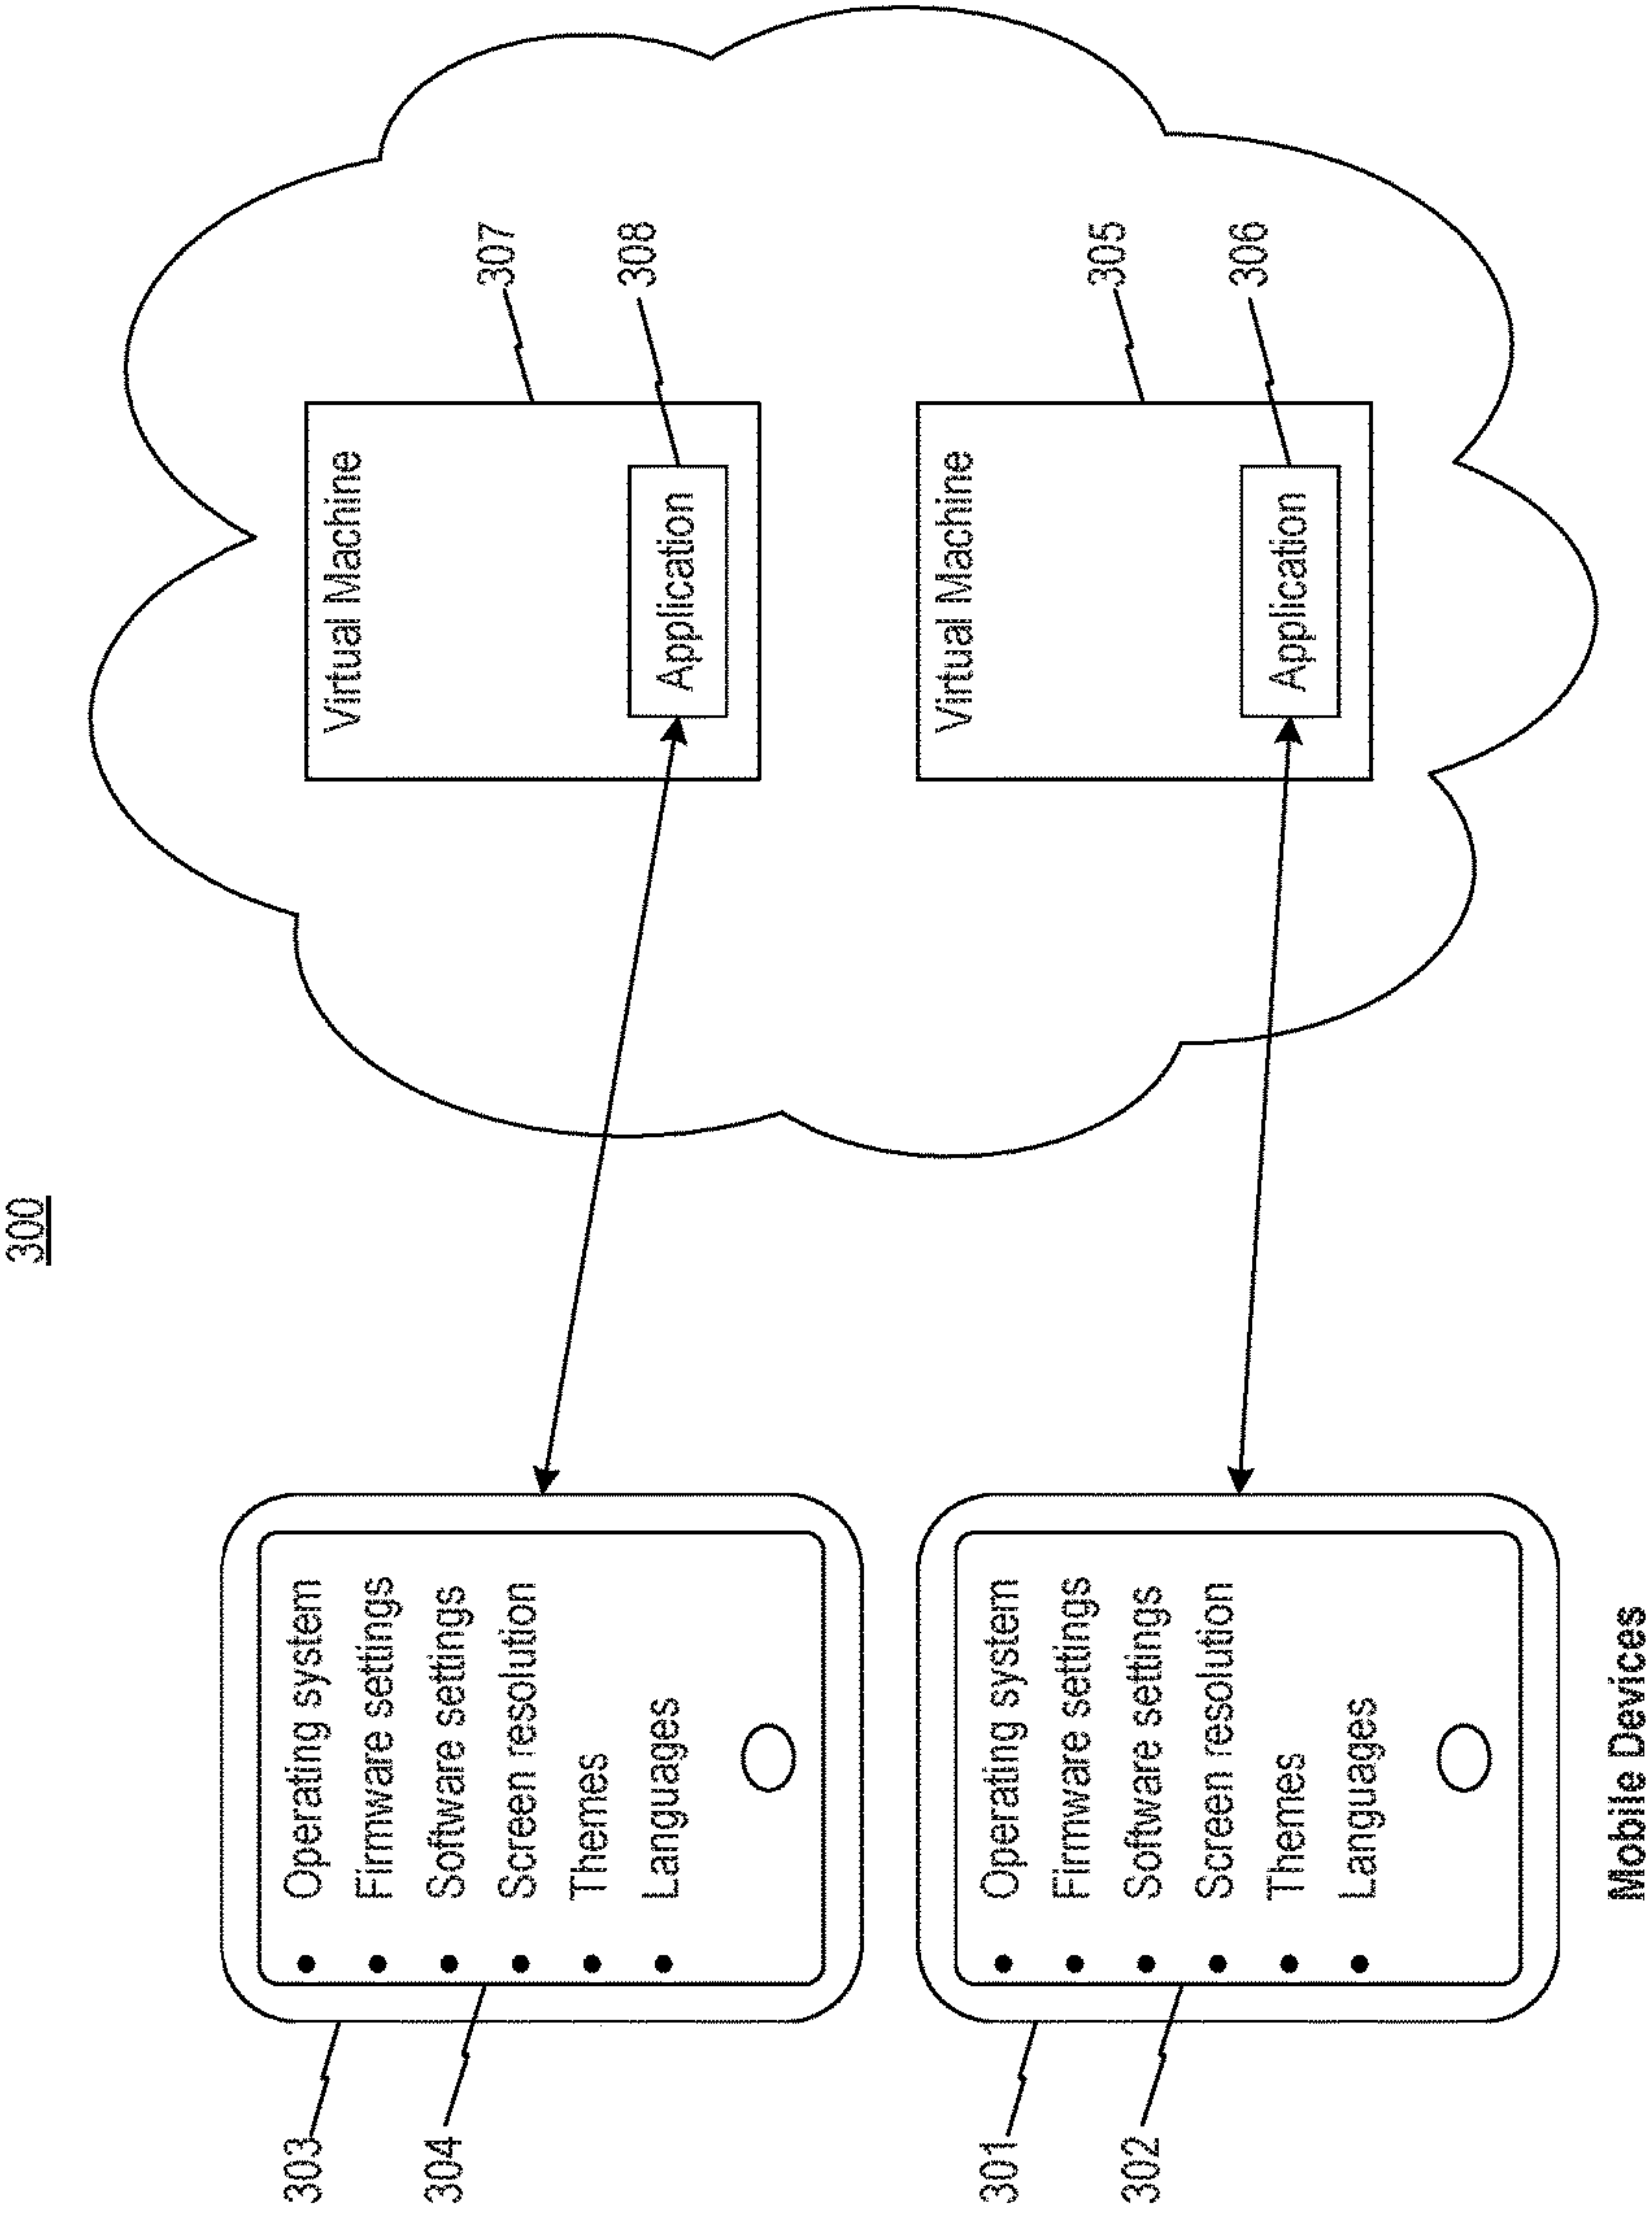 300
303
304
• Operating system
• Firmware settings
• Software settings
• Screen resolution
• Themes
• Languages
Virtual Machine
Application
307
308
301
302
• Operating system
• Firmware settings
• Software settings
• Screen resolution
• Themes
• Languages
Virtual Machine
Application
305
306
Mobile Devices